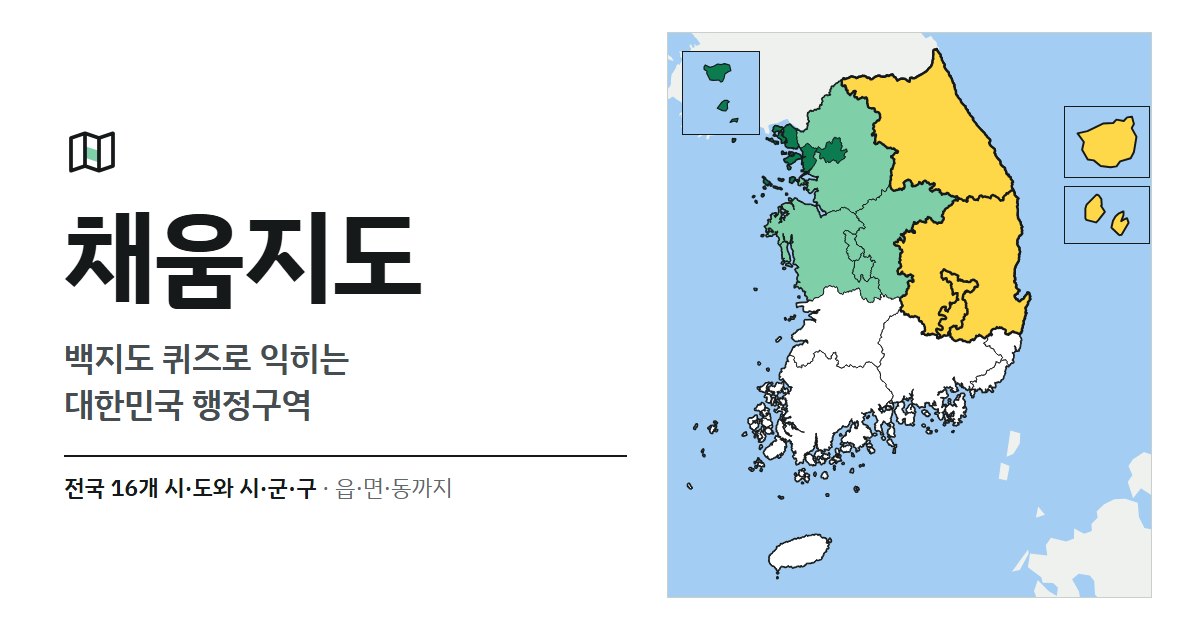 채움지도
백지도 퀴즈로 익히는
대한민국 행정구역
전국 16개 시·도와 시·군·구 · 읍·면·동까지